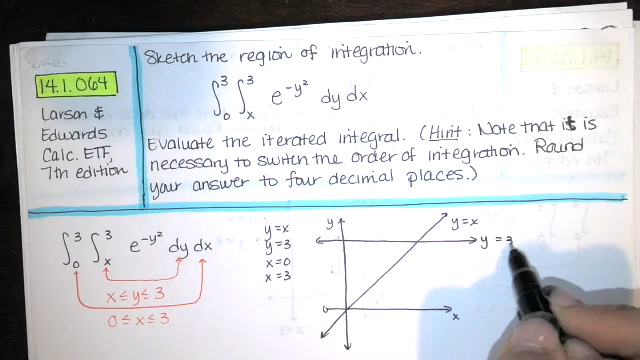 14.1.064
Larson &
Edwards
Calc. ETF,
7th edition
Sketch the region of integration.
∫₀³ ∫ₓ³ e^(-y²) dy dx
Evaluate the iterated integral. (Hint: Note that it is
necessary to switch the order of integration. Round
your answer to four decimal places.)
∫₀³ ∫ₓ³ e^(-y²) dy dx
x ≤ y ≤ 3
0 ≤ x ≤ 3
y=x
y=3
x=0
x=3
y
y=x
y=3
x